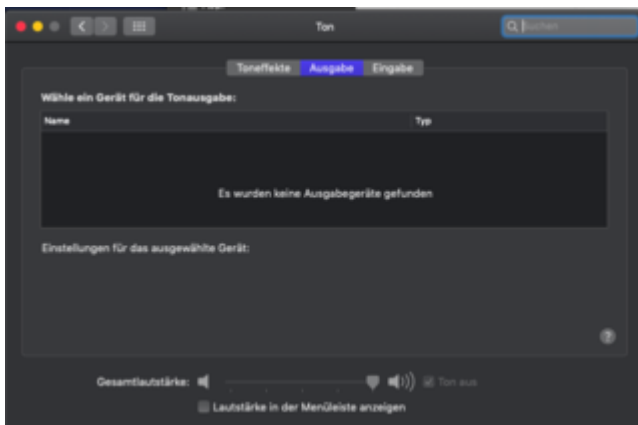 Ton
Suchen
Toneffekte Ausgabe Eingabe
Wähle ein Gerät für die Tonausgabe:
Name Typ
Es wurden keine Ausgabegeräte gefunden
Einstellungen für das ausgewählte Gerät:
?
Gesamtlautstärke: Ton aus
Lautstärke in der Menüleiste anzeigen